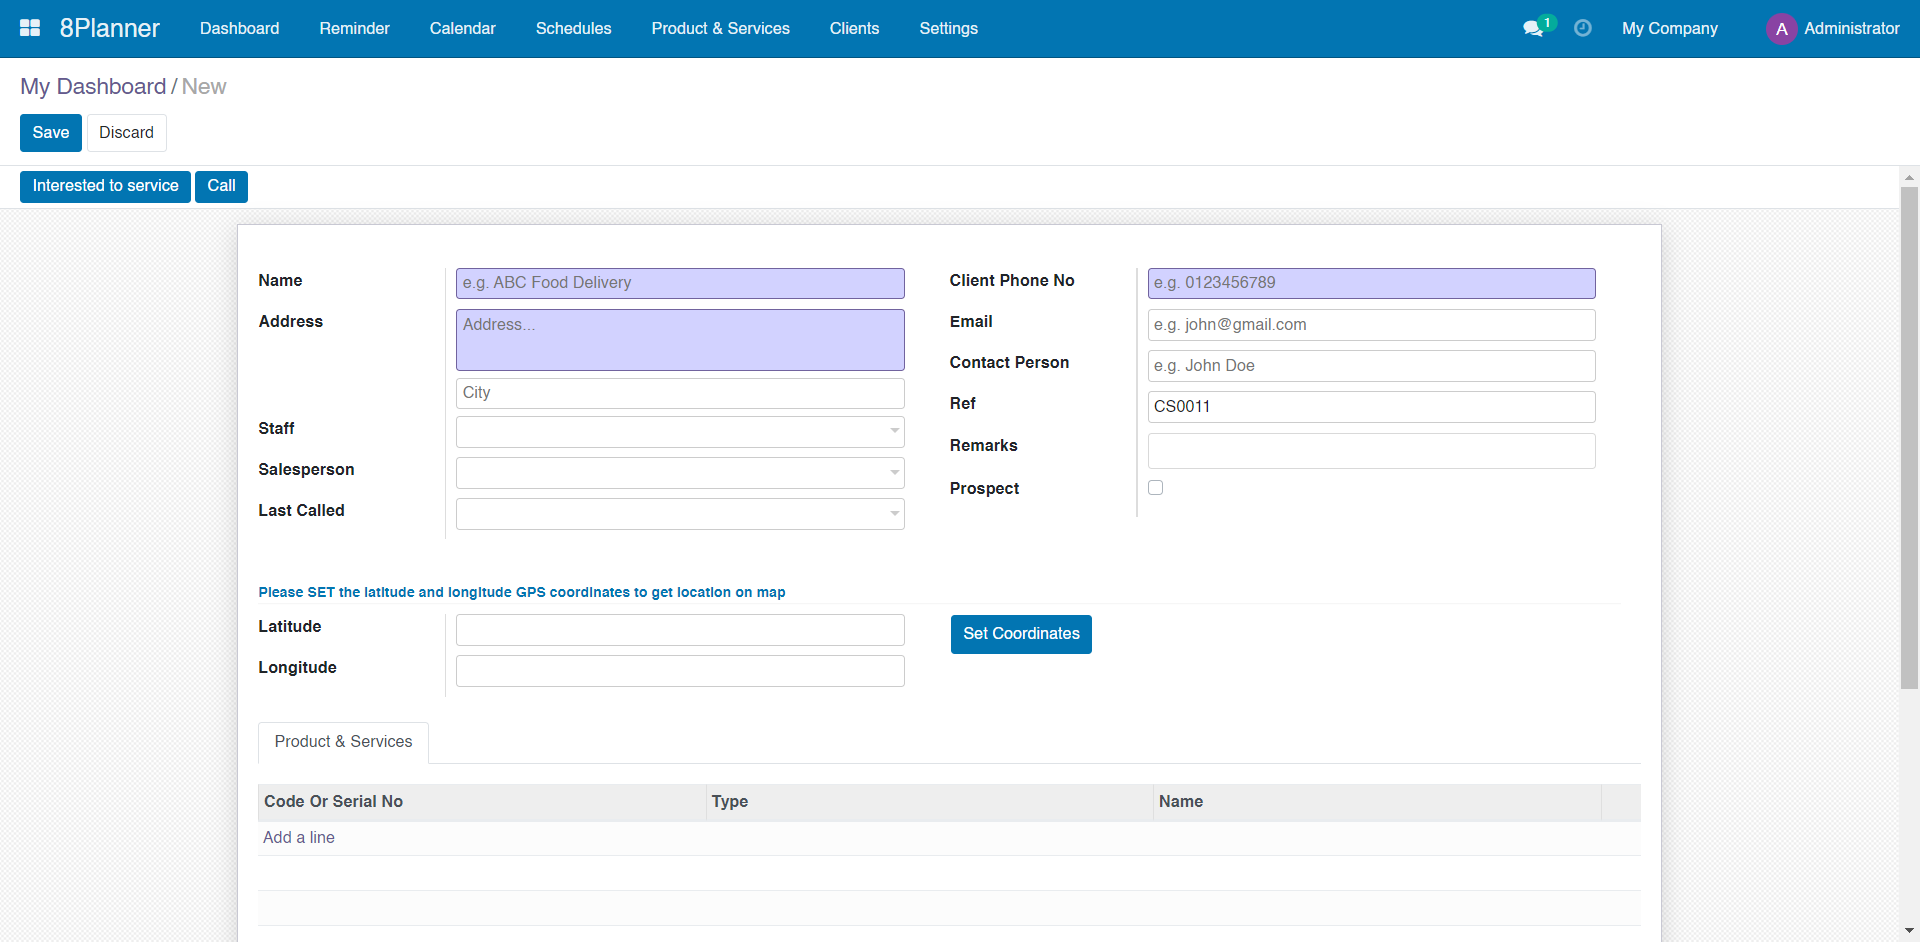 8Planner Dashboard Reminder Calendar Schedules Product & Services Clients Settings 1 My Company A Administrator
My Dashboard / New
Save Discard
Interested to service Call
Name e.g. ABC Food Delivery Client Phone No e.g. 0123456789
Address Address... Email e.g. john@gmail.com
Contact Person e.g. John Doe
City
Ref CS0011
Staff
Remarks
Salesperson
Prospect
Last Called
Please SET the latitude and longitude GPS coordinates to get location on map
Latitude Set Coordinates
Longitude
Product & Services
Code Or Serial No Type Name
Add a line